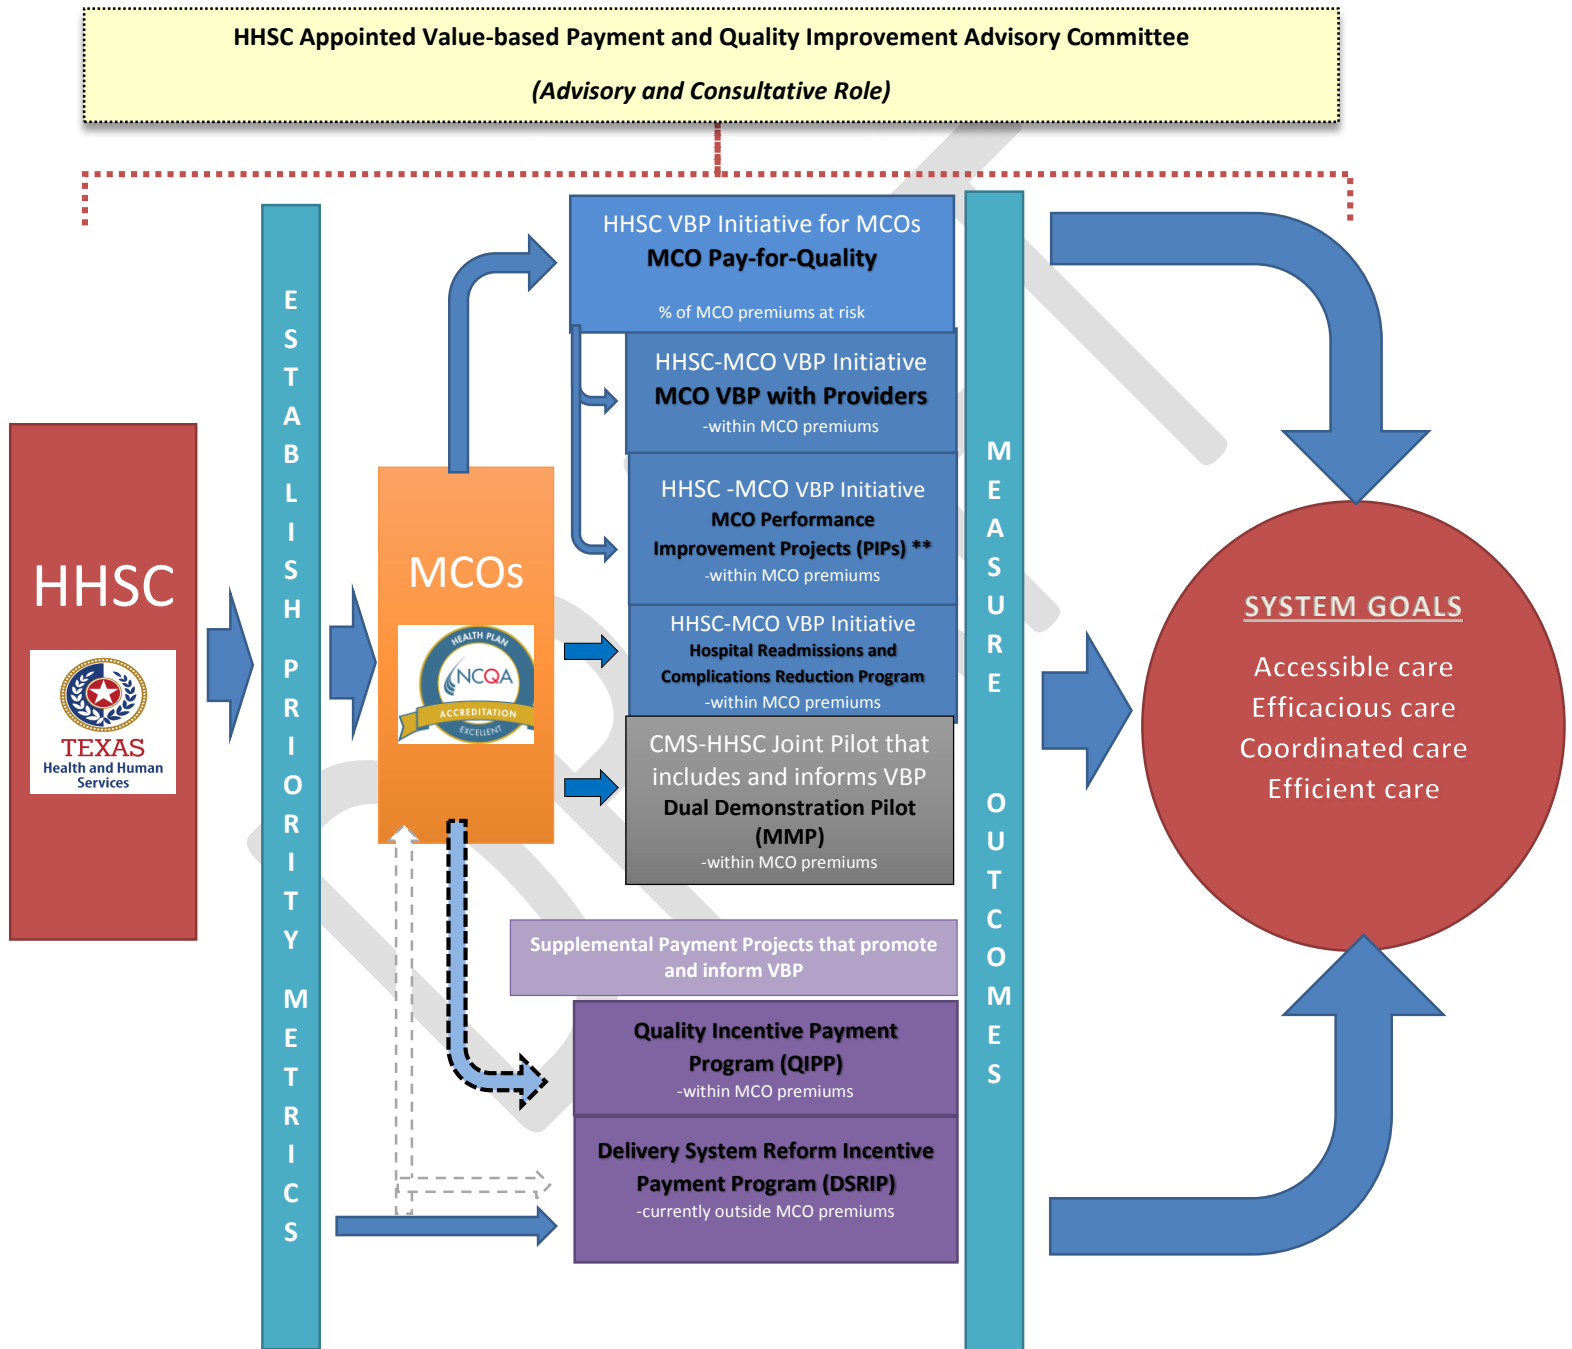 HHSC Appointed Value-based Payment and Quality Improvement Advisory Committee
(Advisory and Consultative Role)
HHSC
TEXAS
Health and Human
Services
ESTABLISH PRIORITY METRICS
MCOs
HEALTH PLAN
NCQA
ACCREDITATION
EXCELLENT
HHSC VBP Initiative for MCOs
MCO Pay-for-Quality
% of MCO premiums at risk
HHSC-MCO VBP Initiative
MCO VBP with Providers
-within MCO premiums
HHSC -MCO VBP Initiative
MCO Performance
Improvement Projects (PIPs) **
-within MCO premiums
HHSC-MCO VBP Initiative
Hospital Readmissions and
Complications Reduction Program
-within MCO premiums
CMS-HHSC Joint Pilot that
includes and informs VBP
Dual Demonstration Pilot
(MMP)
-within MCO premiums
Supplemental Payment Projects that promote
and inform VBP
Quality Incentive Payment
Program (QIPP)
-within MCO premiums
Delivery System Reform Incentive
Payment Program (DSRIP)
-currently outside MCO premiums
MEASURE OUTCOMES
SYSTEM GOALS
Accessible care
Efficacious care
Coordinated care
Efficient care
DRAFT